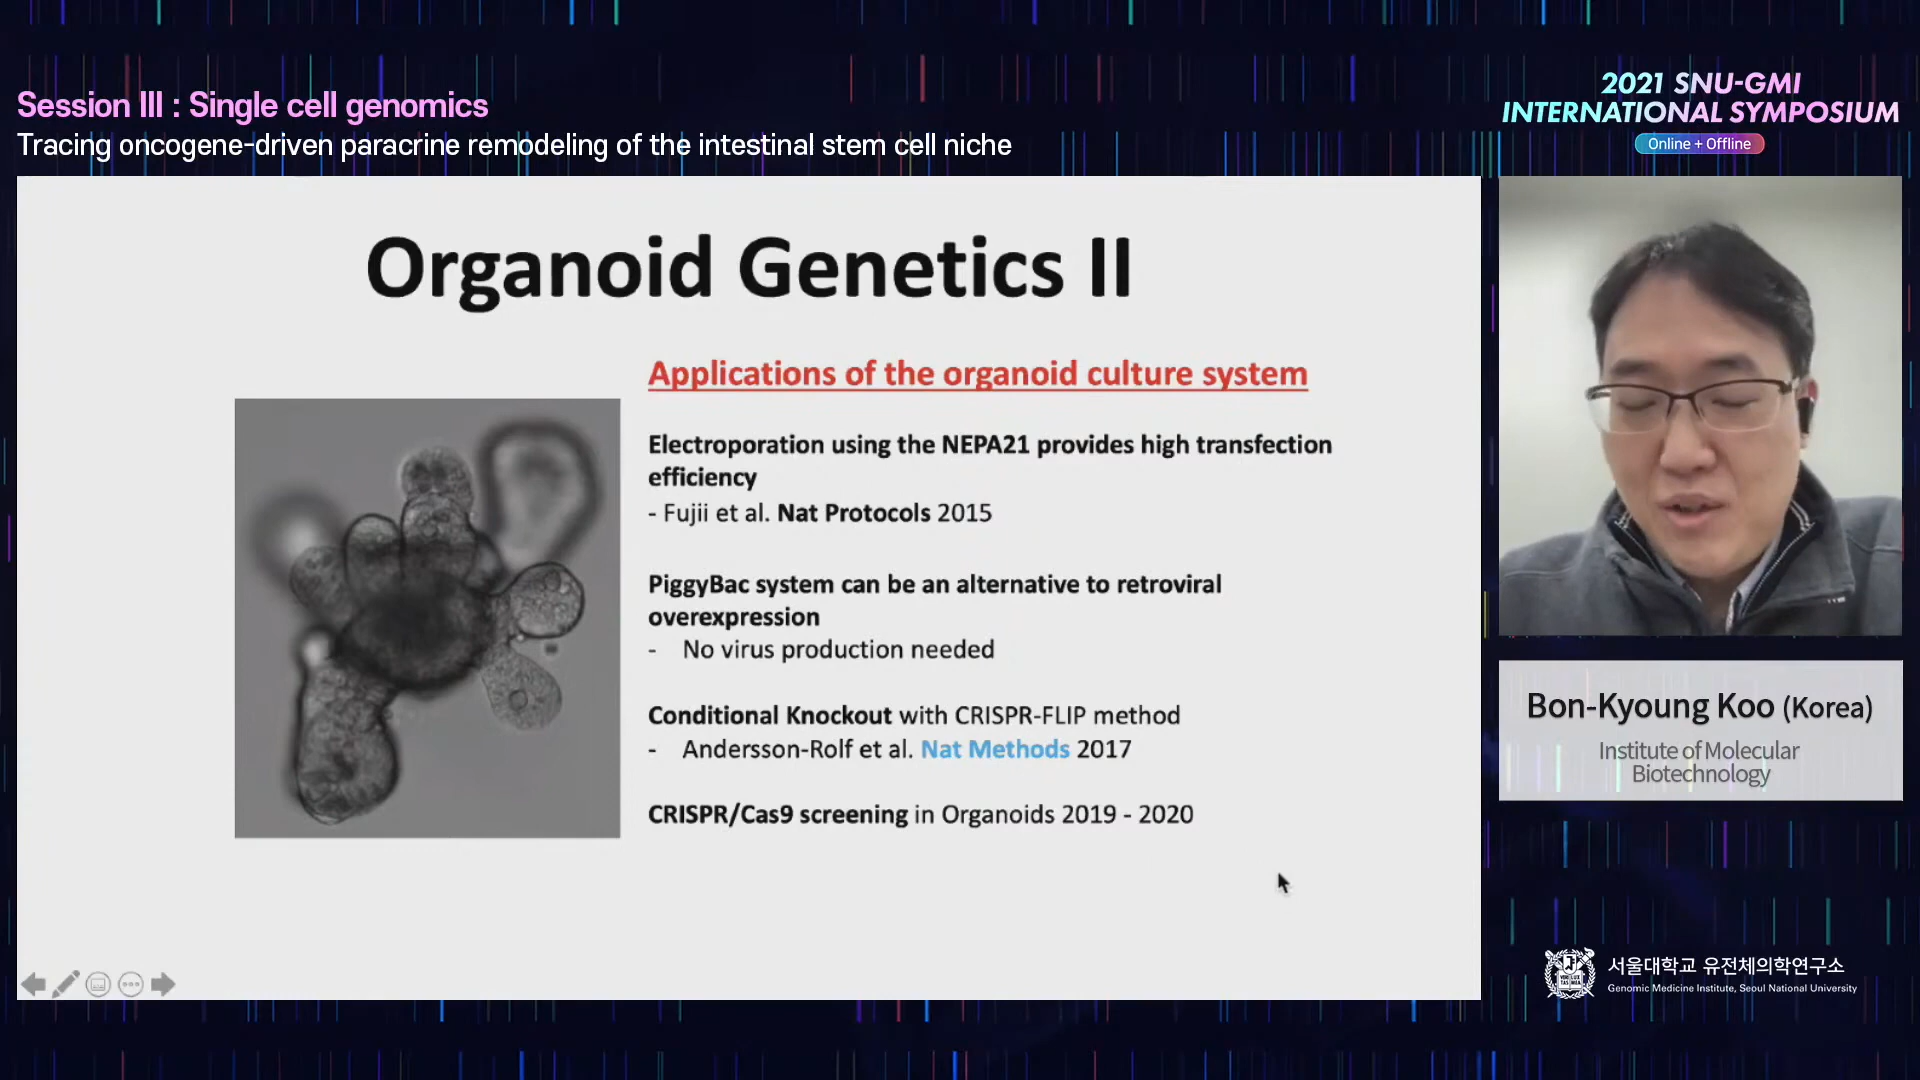 Session III : Single cell genomics
Tracing oncogene-driven paracrine remodeling of the intestinal stem cell niche
2021 SNU-GMI
INTERNATIONAL SYMPOSIUM
Online + Offline
Organoid Genetics II
Applications of the organoid culture system
Electroporation using the NEPA21 provides high transfection
efficiency
- Fujii et al. Nat Protocols 2015
PiggyBac system can be an alternative to retroviral
overexpression
- No virus production needed
Conditional Knockout with CRISPR-FLIP method
- Andersson-Rolf et al. Nat Methods 2017
CRISPR/Cas9 screening in Organoids 2019 - 2020
Bon-Kyoung Koo (Korea)
Institute of Molecular
Biotechnology
서울대학교 유전체의학연구소
Genomic Medicine Institute, Seoul National University